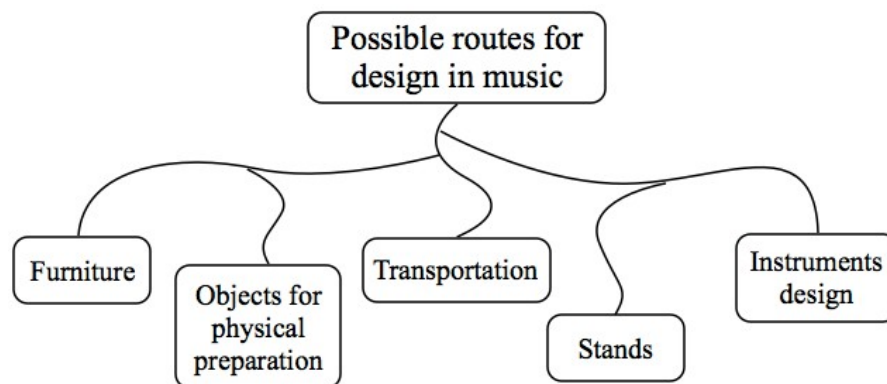 Possible routes for
design in music
Furniture
Objects for
physical
preparation
Transportation
Stands
Instruments
design